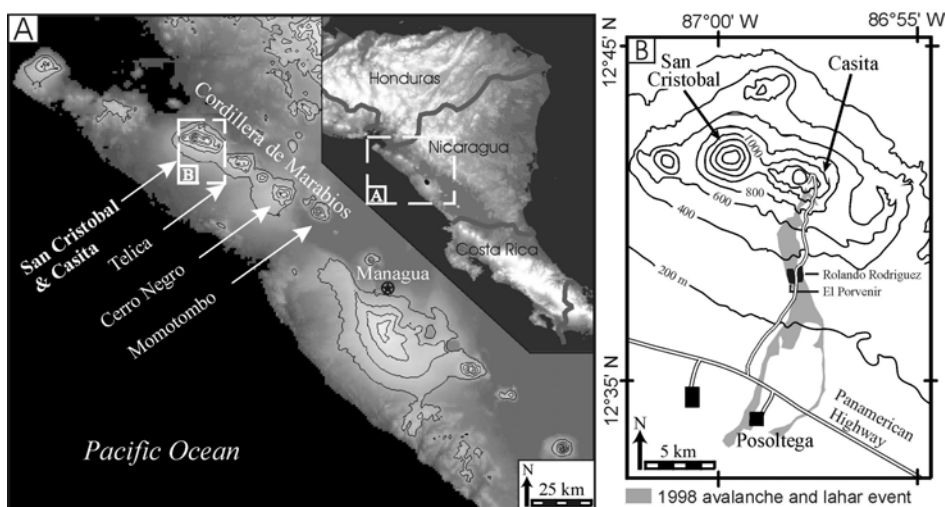 A
Honduras
Nicaragua
A
Costa Rica
Cordillera de Marabios
B
San Cristobal
& Casita
Telica
Cerro Negro
Momotombo
Managua
Pacific Ocean
N
25 km
87°00' W
86°55' W
12°45' N
12°35' N
B
San
Cristobal
Casita
1000
800
600
400
200 m
Rolando Rodriguez
El Porvenir
Panamerican
Highway
Posoltega
N
5 km
1998 avalanche and lahar event